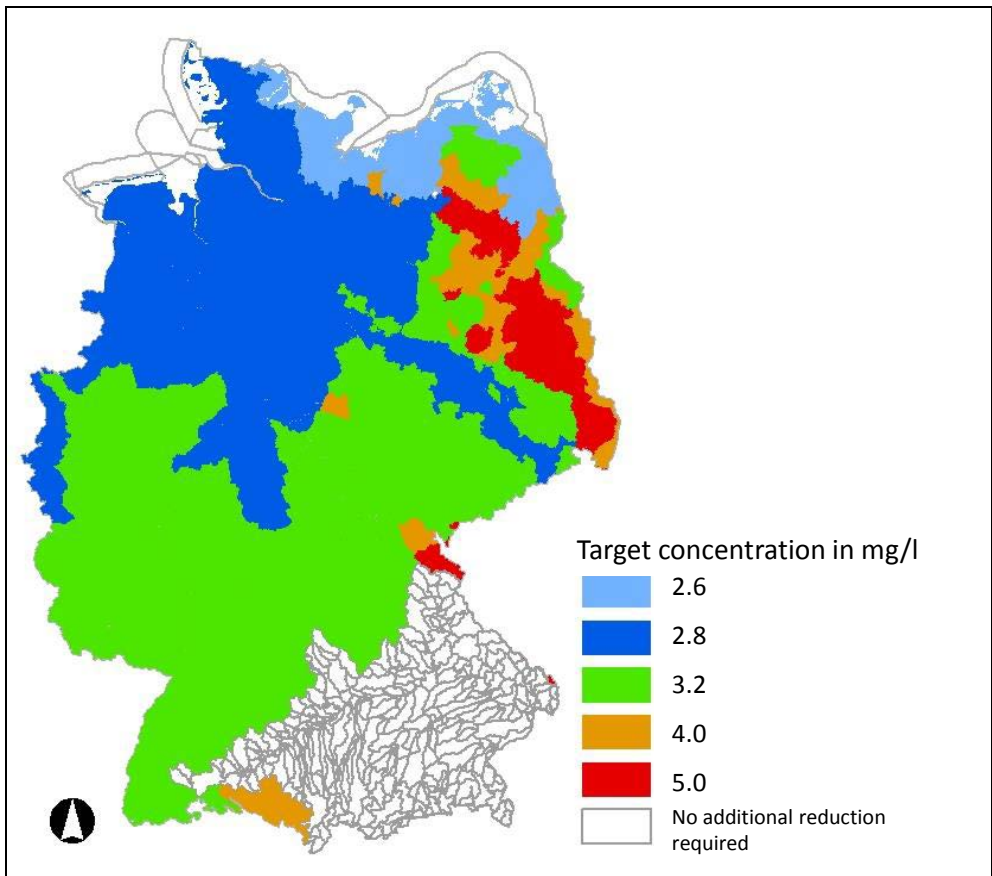 Target concentration in mg/l
2.6
2.8
3.2
4.0
5.0
No additional reduction
required